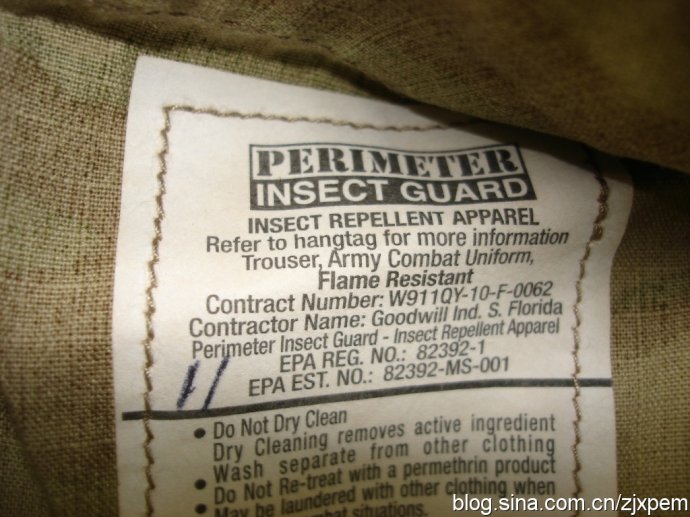 PERIMETER
INSECT GUARD
INSECT REPELLENT APPAREL
Refer to hangtag for more information
Trouser, Army Combat Uniform,
Flame Resistant
Contract Number: W911QY-10-F-0062
Contractor Name: Goodwill Ind. S. Florida
Perimeter Insect Guard - Insect Repellent Apparel
EPA REG. NO.: 82392-1
EPA EST. NO.: 82392-MS-001
11
• Do Not Dry Clean
Dry Cleaning removes active ingredient
• Wash separate from other clothing
• Do Not Re-treat with a permethrin product
• May be laundered with other clothing when
situations.
blog.sina.com.cn/zjxpem